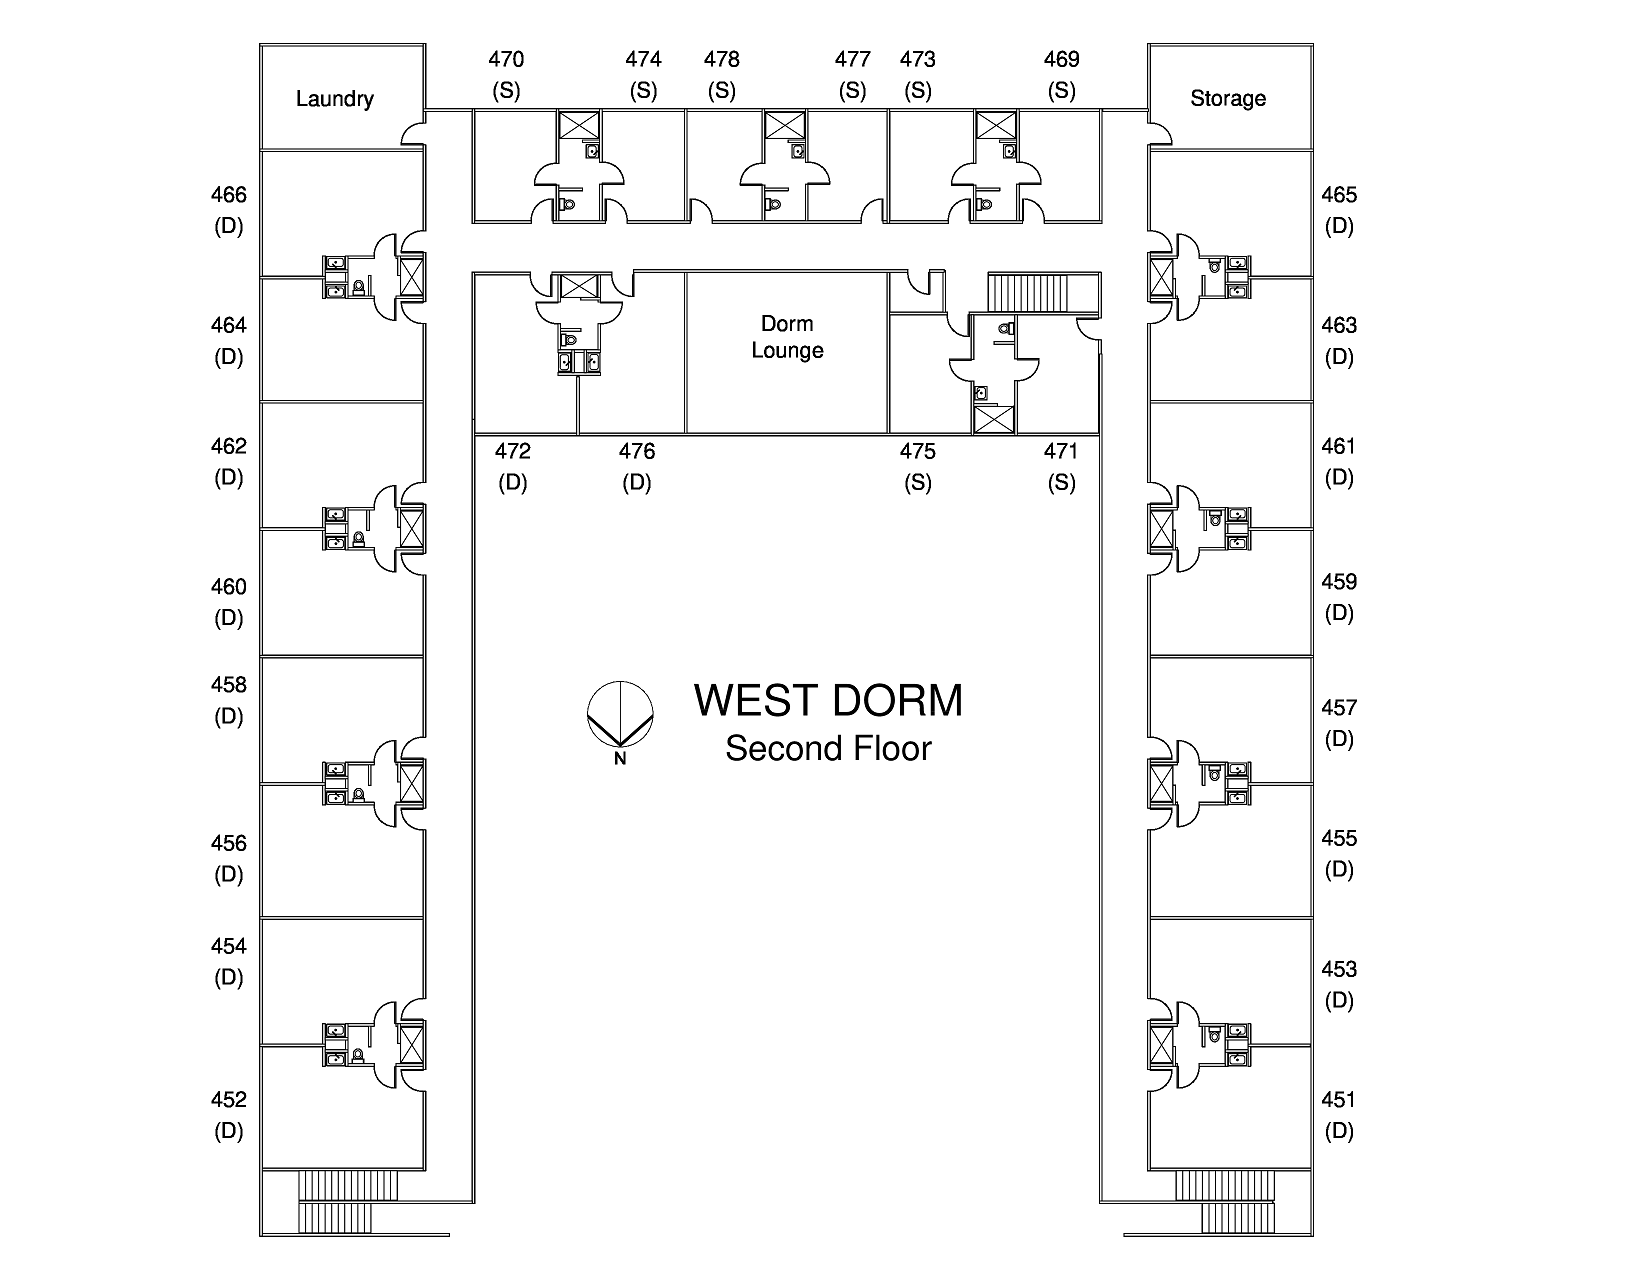 470 474 478 477 473 469
(S) (S) (S) (S) (S) (S)
Laundry
Storage
466
(D)
465
(D)
464
(D)
Dorm
Lounge
463
(D)
462
(D)
472 476 475 471
(D) (D) (S) (S)
461
(D)
460
(D)
459
(D)
458
(D)
WEST DORM
Second Floor
N
457
(D)
456
(D)
455
(D)
454
(D)
453
(D)
452
(D)
451
(D)